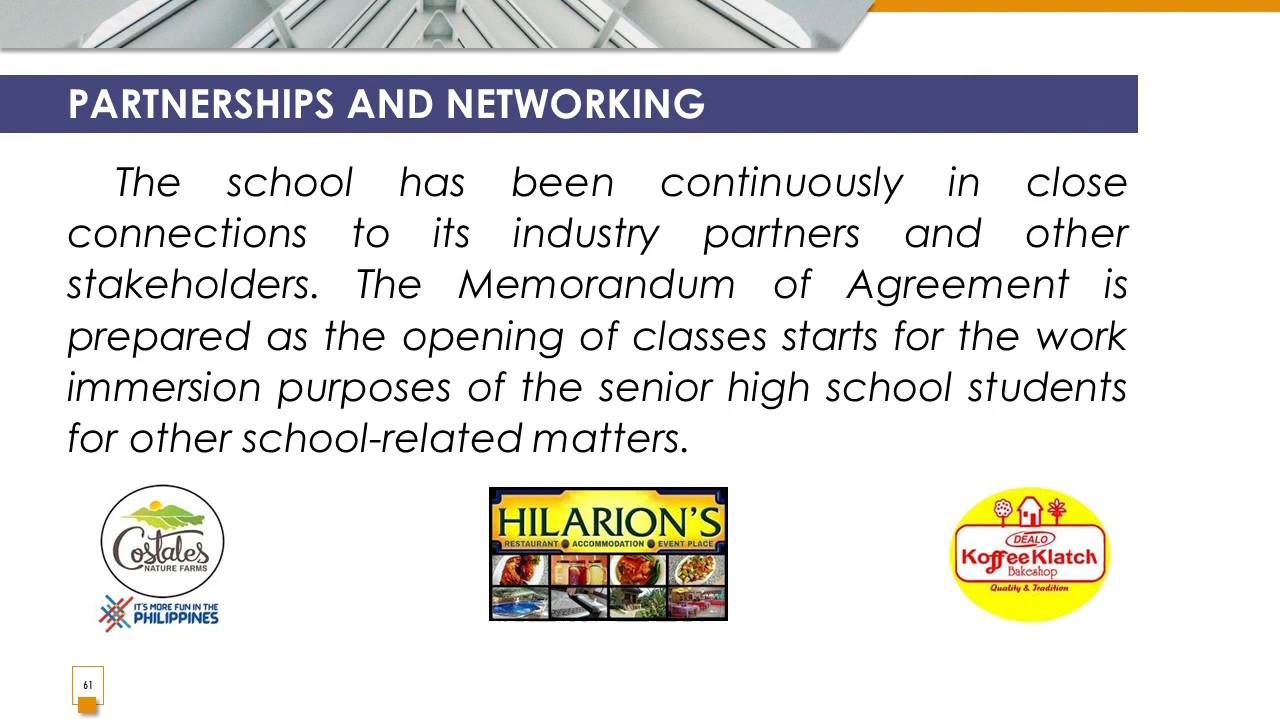 PARTNERSHIPS AND NETWORKING
The school has been continuously in close
connections to its industry partners and other
stakeholders. The Memorandum of Agreement is
prepared as the opening of classes starts for the work
immersion purposes of the senior high school students
for other school-related matters.
Costales
NATURE FARMS
IT'S MORE FUN IN THE
PHILIPPINES
HILARION'S
RESTAURANT ACCOMMODATION EVENT PLACE
DEALO
KoffeeKlatch
Bakeshop
Quality & Tradition
61